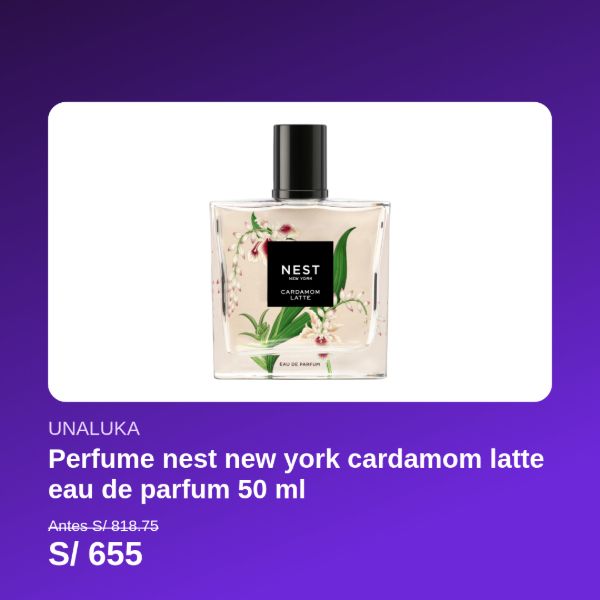 NEST
NEW YORK
CARDAMOM
LATTE
EAU DE PARFUM
UNALUKA
Perfume nest new york cardamom latte
eau de parfum 50 ml
Antes S/ 818.75
S/ 655